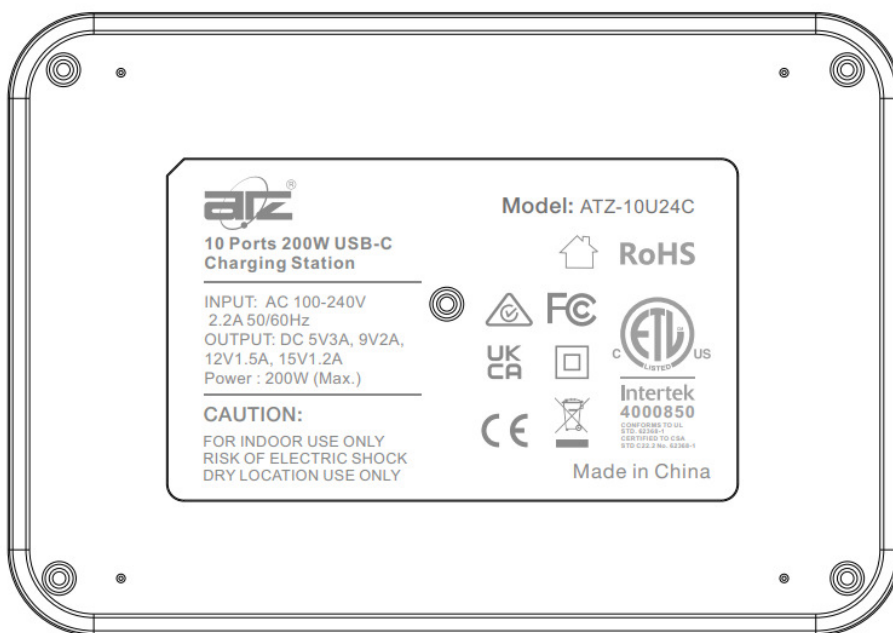 ATZ®
10 Ports 200W USB-C
Charging Station
INPUT: AC 100-240V
2.2A 50/60Hz
OUTPUT: DC 5V3A, 9V2A,
12V1.5A, 15V1.2A
Power : 200W (Max.)
CAUTION:
FOR INDOOR USE ONLY
RISK OF ELECTRIC SHOCK
DRY LOCATION USE ONLY
Model: ATZ-10U24C
RoHS
FC
UK
CA
CE
ETL
C US
LISTED
Intertek
4000850
CONFORMS TO UL
STD. 62368-1
CERTIFIED TO CSA
STD C22.2 No. 62368-1
Made in China